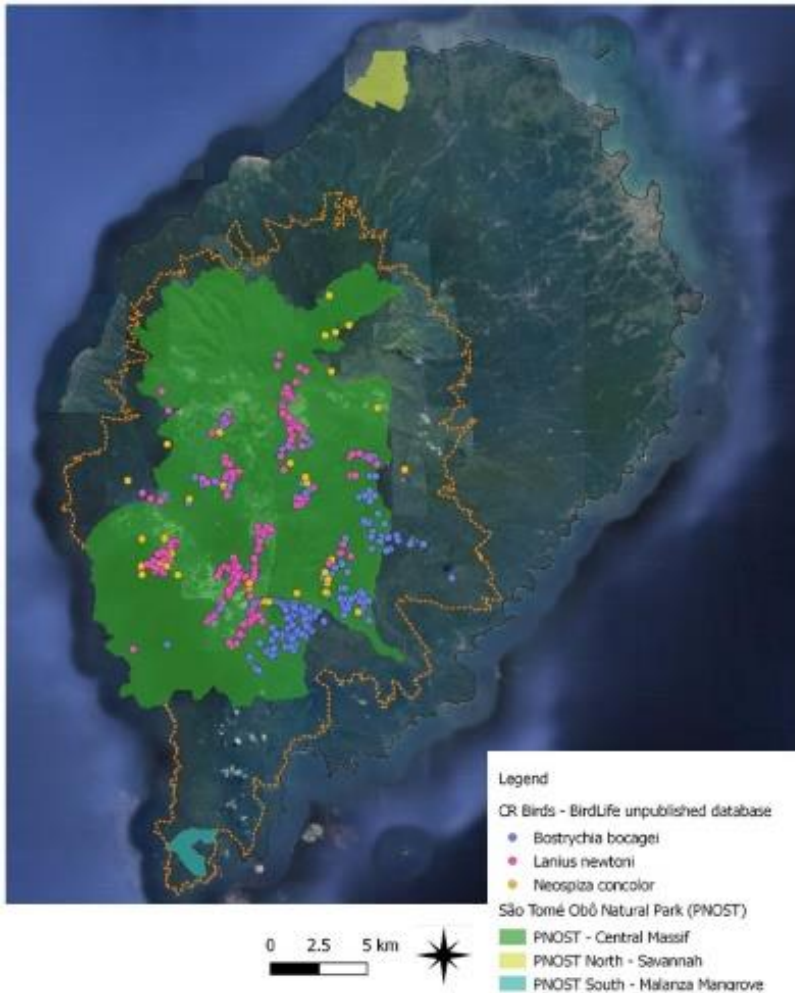 Legend
CR Birds - BirdLife unpublished database
Bostrychia bocagei
Lanius newtoni
Neospiza concolor
São Tomé Obô Natural Park (PNOST)
PNOST - Central Massif
PNOST North - Savannah
PNOST South - Malanza Mangrove
0 2.5 5 km